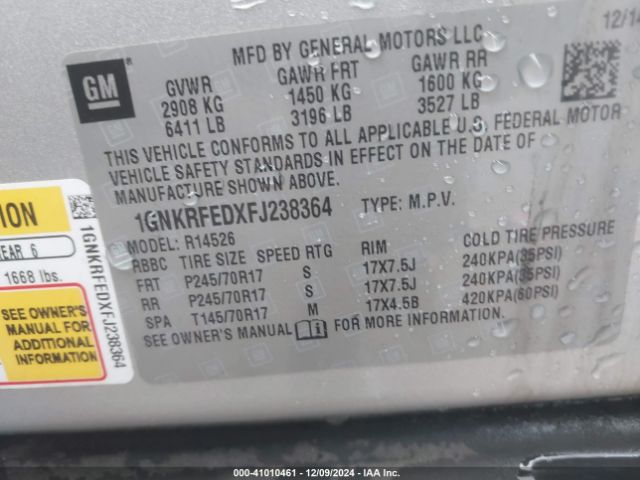 MFD BY GENERAL MOTORS LLC
12/14
GM
GVWR GAWR FRT GAWR RR
2908 KG 1450 KG 1600 KG
6411 LB 3196 LB 3527 LB
THIS VEHICLE CONFORMS TO ALL APPLICABLE U.S. FEDERAL MOTOR
VEHICLE SAFETY STANDARDS IN EFFECT ON THE DATE OF
MANUFACTURE SHOWN ABOVE.
1GNKRFEDXFJ238364 TYPE: M.P.V.
MODEL: R14526
RBBC TIRE SIZE SPEED RTG RIM COLD TIRE PRESSURE
FRT P245/70R17 S 17X7.5J 240KPA(35PSI)
RR P245/70R17 S 17X7.5J 240KPA(35PSI)
SPA T145/70R17 M 17X4.5B 420KPA(60PSI)
SEE OWNER'S MANUAL FOR MORE INFORMATION.
TION
EAR 6
1668 lbs.
SEE OWNER'S
MANUAL FOR
ADDITIONAL
INFORMATION
1GNKRFEDXFJ238364
000-41010461 - 12/09/2024 - IAA Inc.